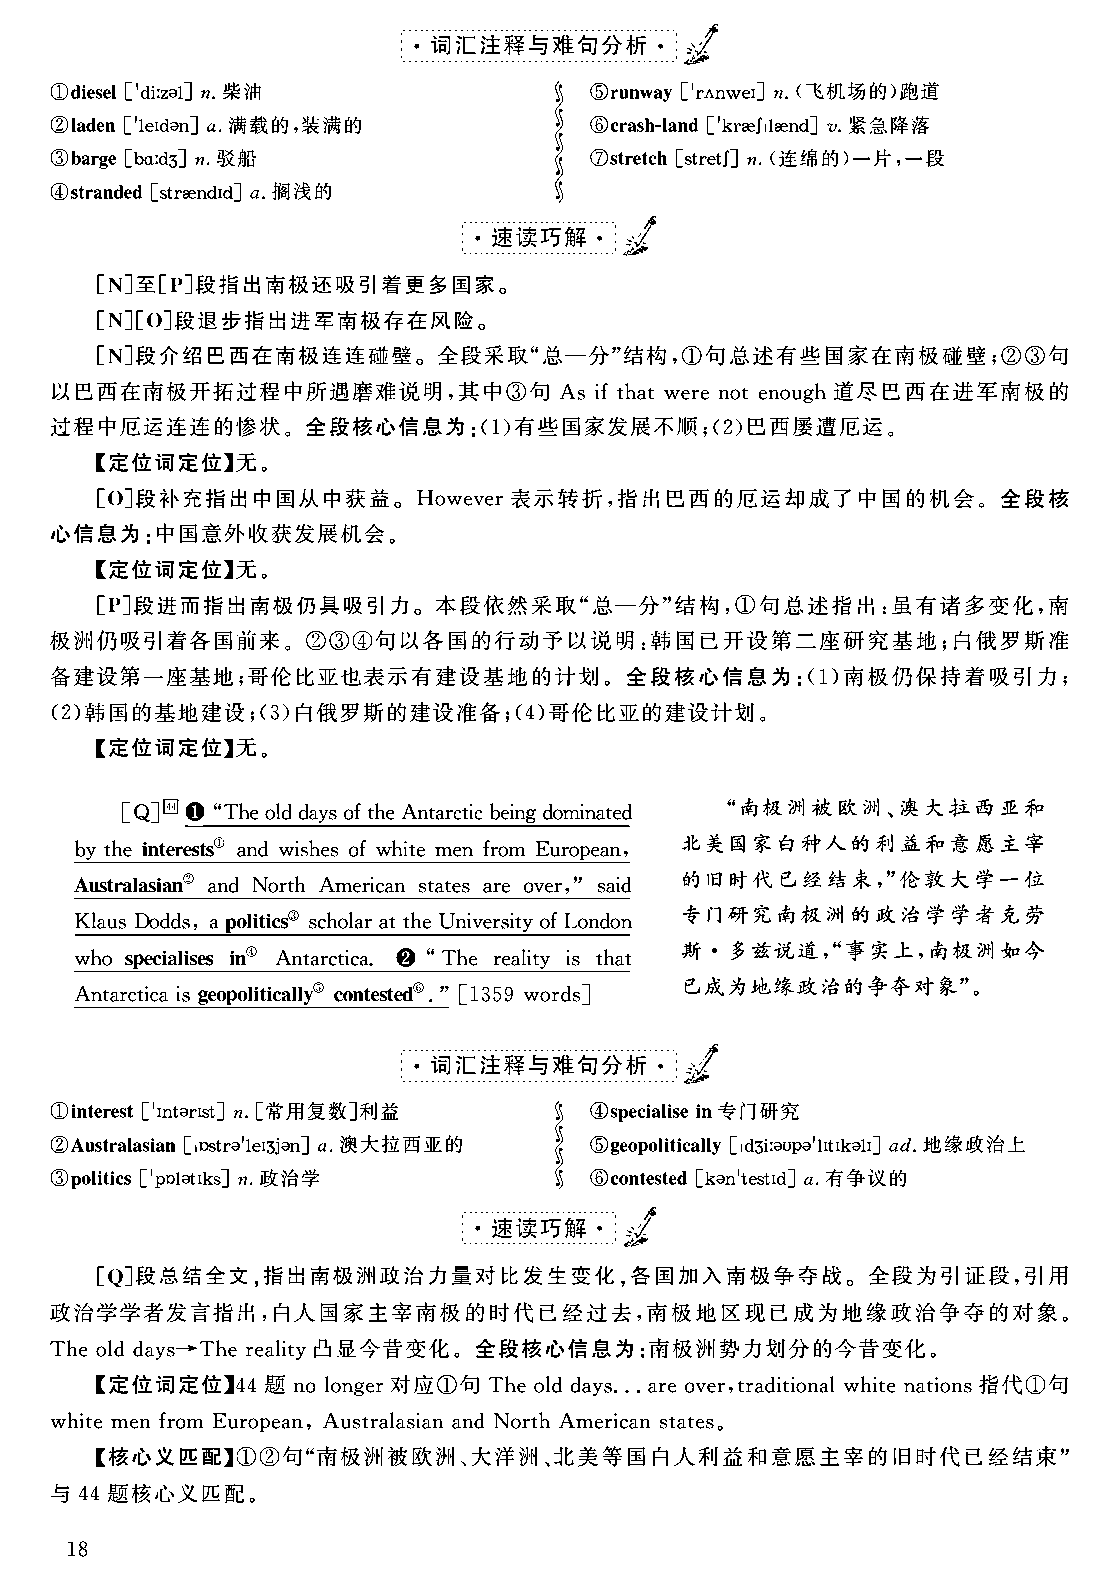 ·词汇注释与难句分析·
①diesel [ˈdiːzəl] n. 柴油
②laden [ˈleɪdən] a. 满载的,装满的
③barge [bɑːdʒ] n. 驳船
④stranded [strændɪd] a. 搁浅的
⑤runway [ˈrʌnweɪ] n. (飞机场的)跑道
⑥crash-land [ˈkræʃˌlænd] v. 紧急降落
⑦stretch [stretʃ] n. (连绵的)一片,一段
·速读巧解·
[N]至[P]段指出南极还吸引着更多国家。
[N][O]段退步指出进军南极存在风险。
[N]段介绍巴西在南极连连碰壁。全段采取“总—分”结构,①句总述有些国家在南极碰壁;②③句
以巴西在南极开拓过程中所遇磨难说明,其中③句 As if that were not enough 道尽巴西在进军南极的
过程中厄运连连的惨状。全段核心信息为:(1)有些国家发展不顺;(2)巴西屡遭厄运。
【定位词定位】无。
[O]段补充指出中国从中获益。However 表示转折,指出巴西的厄运却成了中国的机会。全段核
心信息为:中国意外收获发展机会。
【定位词定位】无。
[P]段进而指出南极仍具吸引力。本段依然采取“总—分”结构,①句总述指出:虽有诸多变化,南
极洲仍吸引着各国前来。②③④句以各国的行动予以说明:韩国已开设第二座研究基地;白俄罗斯准
备建设第一座基地;哥伦比亚也表示有建设基地的计划。全段核心信息为:(1)南极仍保持着吸引力;
(2)韩国的基地建设;(3)白俄罗斯的建设准备;(4)哥伦比亚的建设计划。
【定位词定位】无。
[Q]44 ❶ “The old days of the Antarctic being dominated
by the interests① and wishes of white men from European,
Australasian② and North American states are over,” said
Klaus Dodds, a politics③ scholar at the University of London
who specialises in④ Antarctica. ❷ “The reality is that
Antarctica is geopolitically⑤ contested⑥.” [1359 words]
“南极洲被欧洲、澳大拉西亚和
北美国家白种人的利益和意愿主宰
的旧时代已经结束,”伦敦大学一位
专门研究南极洲的政治学学者克劳
斯·多兹说道,“事实上,南极洲如今
已成为地缘政治的争夺对象”。
·词汇注释与难句分析·
①interest [ˈɪntərɪst] n. [常用复数]利益
②Australasian [ˌɒstrəˈleɪʒjən] a. 澳大拉西亚的
③politics [ˈpɒlətɪks] n. 政治学
④specialise in 专门研究
⑤geopolitically [ˌdʒiːəʊpəˈlɪtɪkəlɪ] ad. 地缘政治上
⑥contested [kənˈtestɪd] a. 有争议的
·速读巧解·
[Q]段总结全文,指出南极洲政治力量对比发生变化,各国加入南极争夺战。全段为引证段,引用
政治学学者发言指出,白人国家主宰南极的时代已经过去,南极地区现已成为地缘政治争夺的对象。
The old days→The reality 凸显今昔变化。全段核心信息为:南极洲势力划分的今昔变化。
【定位词定位】44 题 no longer 对应①句 The old days... are over,traditional white nations 指代①句
white men from European, Australasian and North American states。
【核心义匹配】①②句“南极洲被欧洲、大洋洲、北美等国白人利益和意愿主宰的旧时代已经结束”
与 44 题核心义匹配。
18